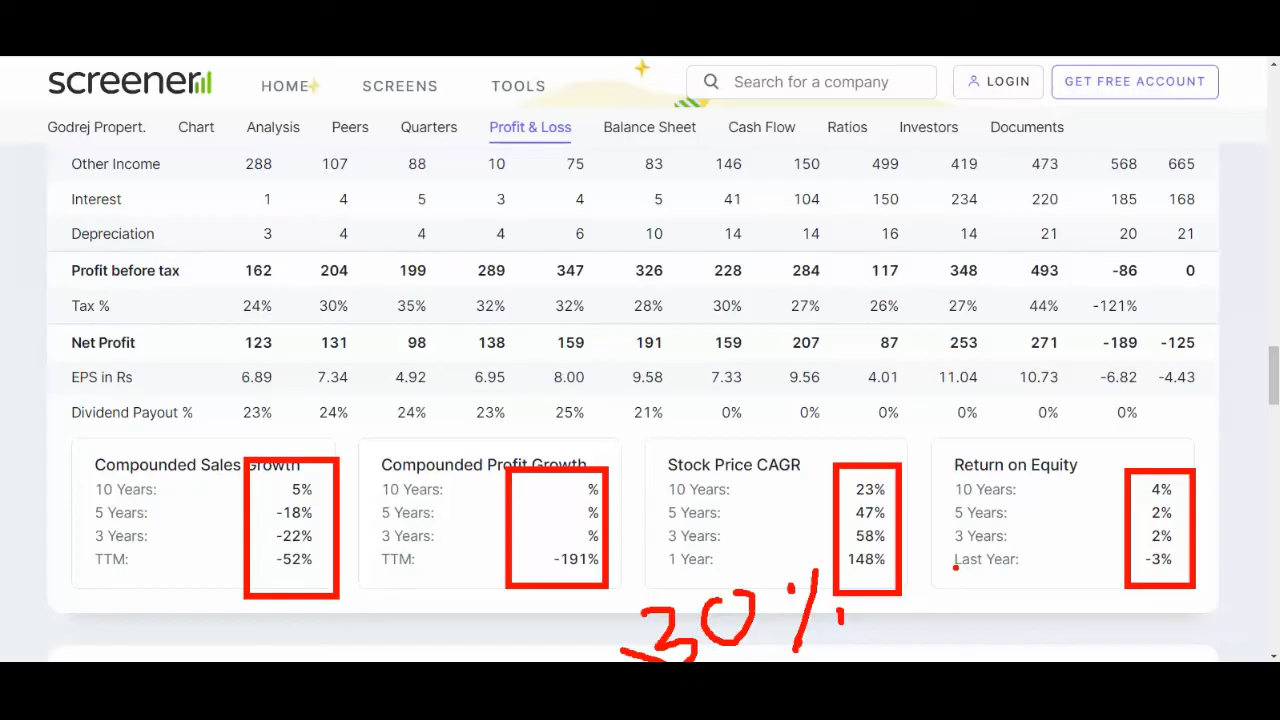 screener HOME SCREENS TOOLS Search for a company LOGIN GET FREE ACCOUNT
Godrej Propert. Chart Analysis Peers Quarters Profit & Loss Balance Sheet Cash Flow Ratios Investors Documents
Other Income 288 107 88 10 75 83 146 150 499 419 473 568 665
Interest 1 4 5 3 4 5 41 104 150 234 220 185 168
Depreciation 3 4 4 4 6 10 14 14 16 14 21 20 21
Profit before tax 162 204 199 289 347 326 228 284 117 348 493 -86 0
Tax % 24% 30% 35% 32% 32% 28% 30% 27% 26% 27% 44% -121%
Net Profit 123 131 98 138 159 191 159 207 87 253 271 -189 -125
EPS in Rs 6.89 7.34 4.92 6.95 8.00 9.58 7.33 9.56 4.01 11.04 10.73 -6.82 -4.43
Dividend Payout % 23% 24% 24% 23% 25% 21% 0% 0% 0% 0% 0% 0%
Compounded Sales Growth
10 Years: 5%
5 Years: -18%
3 Years: -22%
TTM: -52%
Compounded Profit Growth
10 Years: %
5 Years: %
3 Years: %
TTM: -191%
Stock Price CAGR
10 Years: 23%
5 Years: 47%
3 Years: 58%
1 Year: 148%
Return on Equity
10 Years: 4%
5 Years: 2%
3 Years: 2%
Last Year: -3%
30%